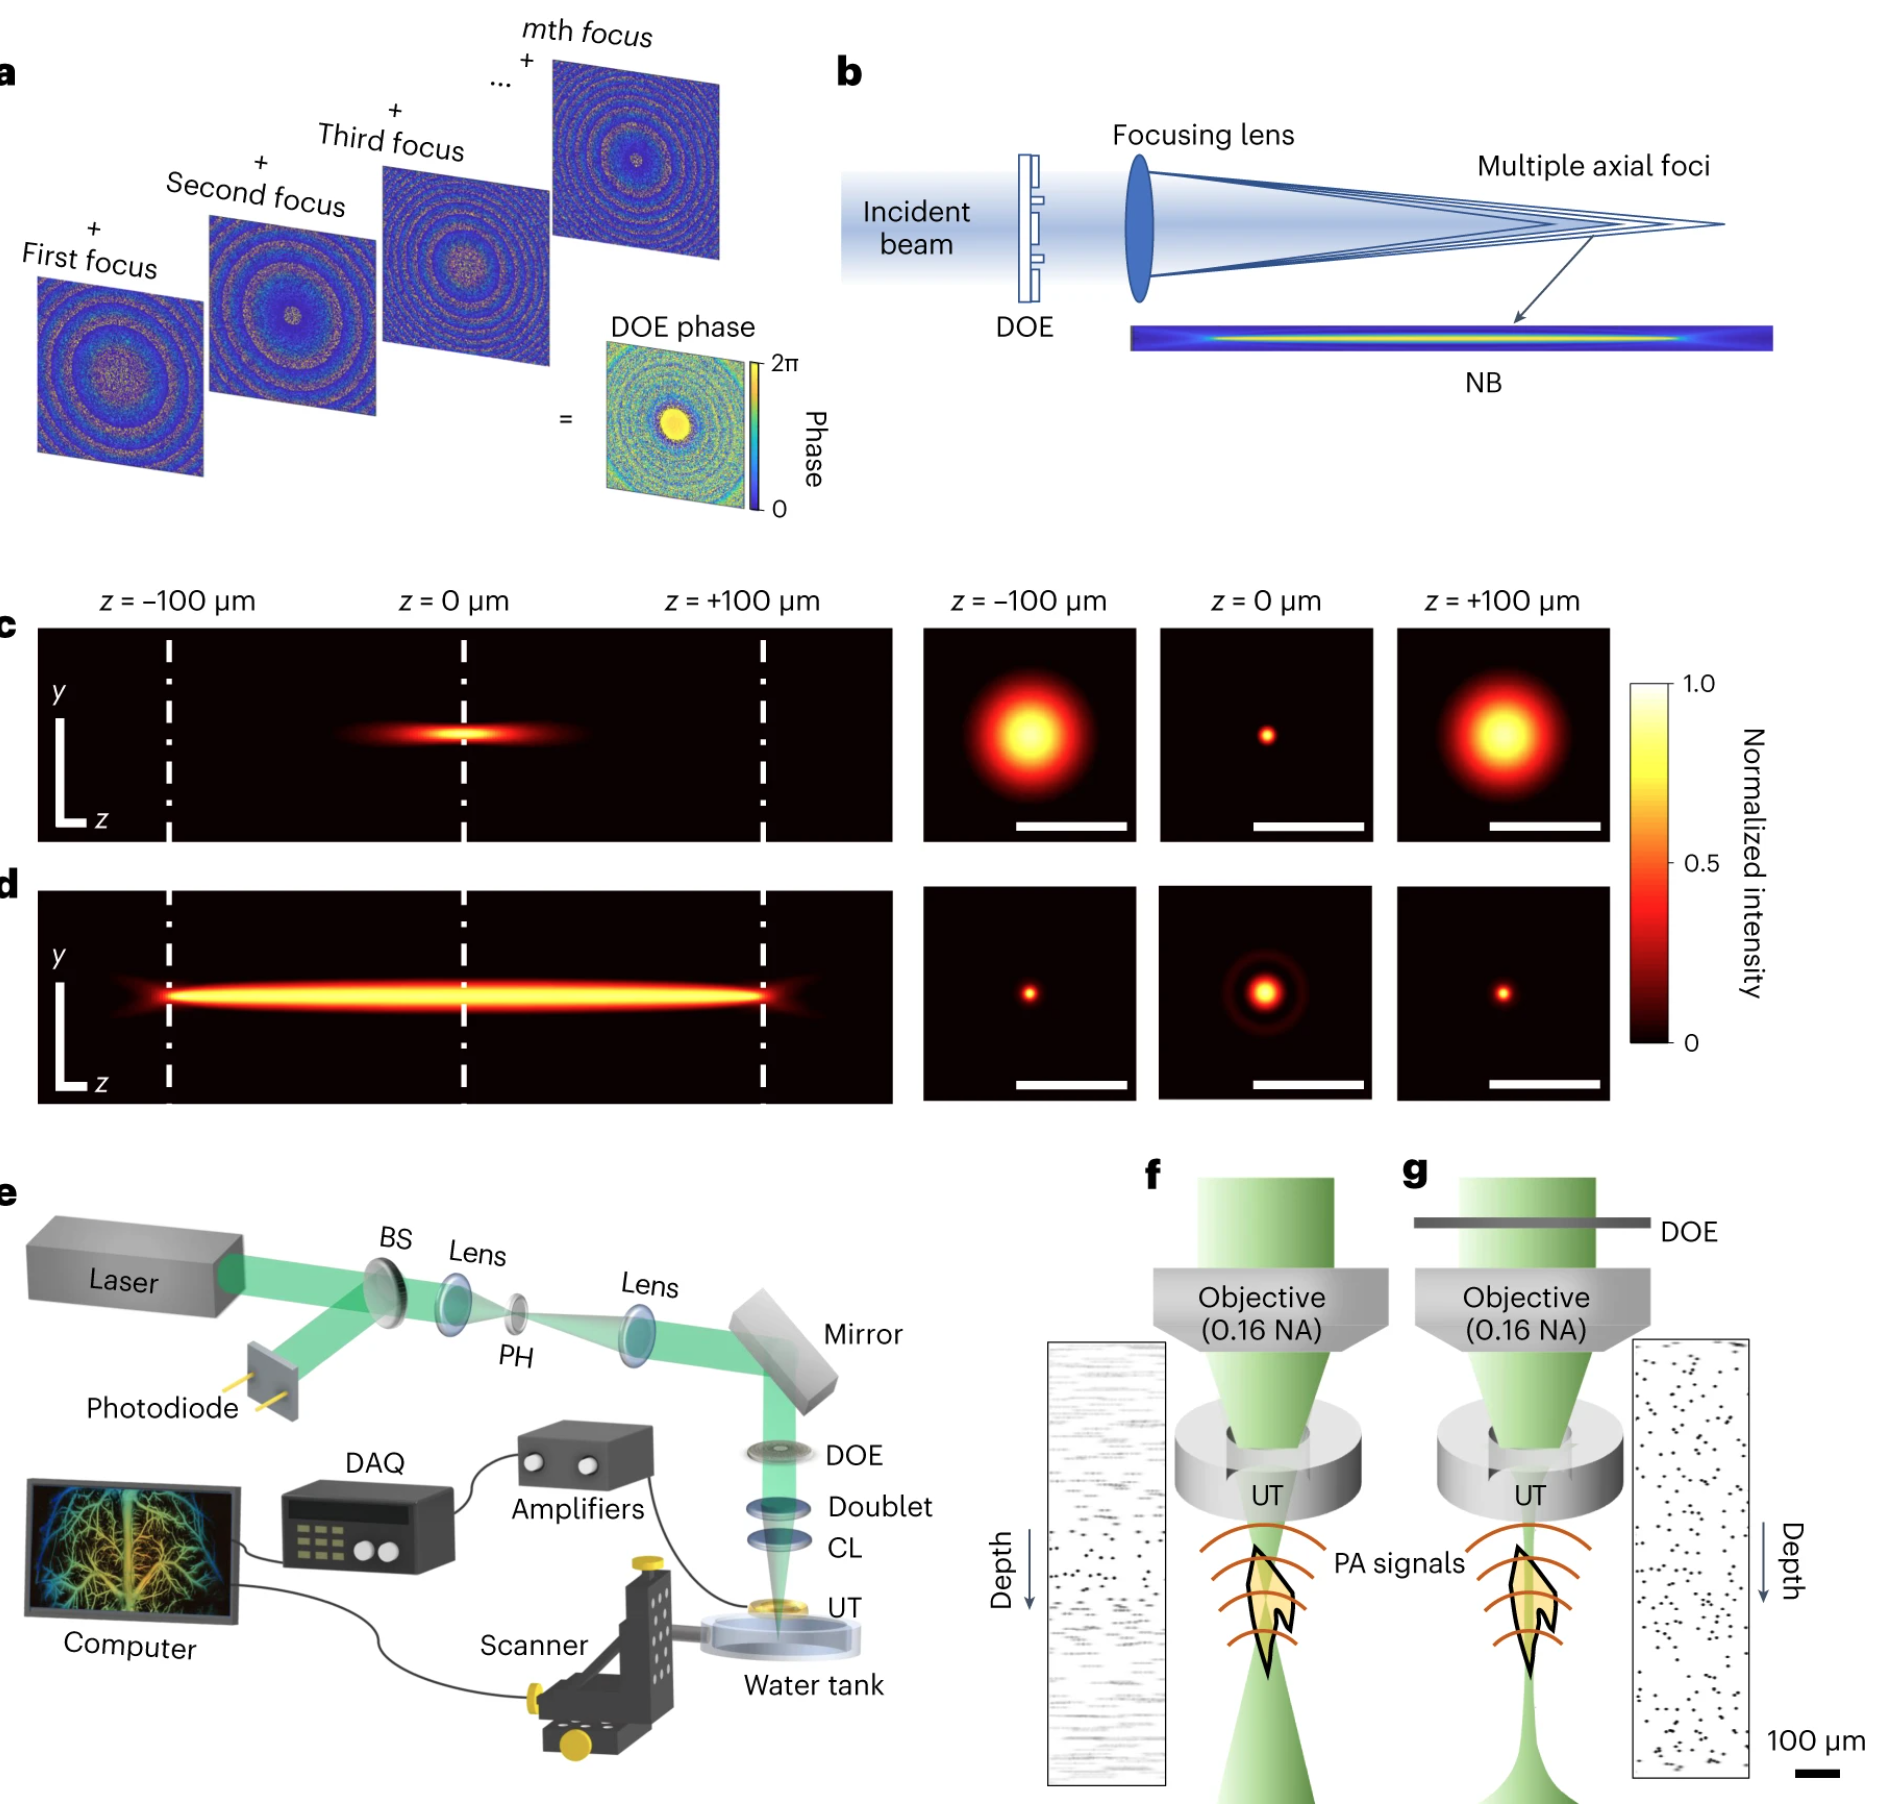 a
mth focus
+
...
+
Third focus
+
Second focus
+
First focus
DOE phase
2π
Phase
0
=
b
Focusing lens
Multiple axial foci
Incident
beam
DOE
NB
c
z = –100 µm
z = 0 µm
z = +100 µm
z = –100 µm
z = 0 µm
z = +100 µm
y
z
1.0
0.5
0
Normalized intensity
d
y
z
e
Laser
BS
Lens
PH
Lens
Mirror
Photodiode
DOE
Doublet
CL
UT
DAQ
Amplifiers
Computer
Scanner
Water tank
f
Objective
(0.16 NA)
UT
Depth
PA signals
g
DOE
Objective
(0.16 NA)
UT
Depth
100 µm